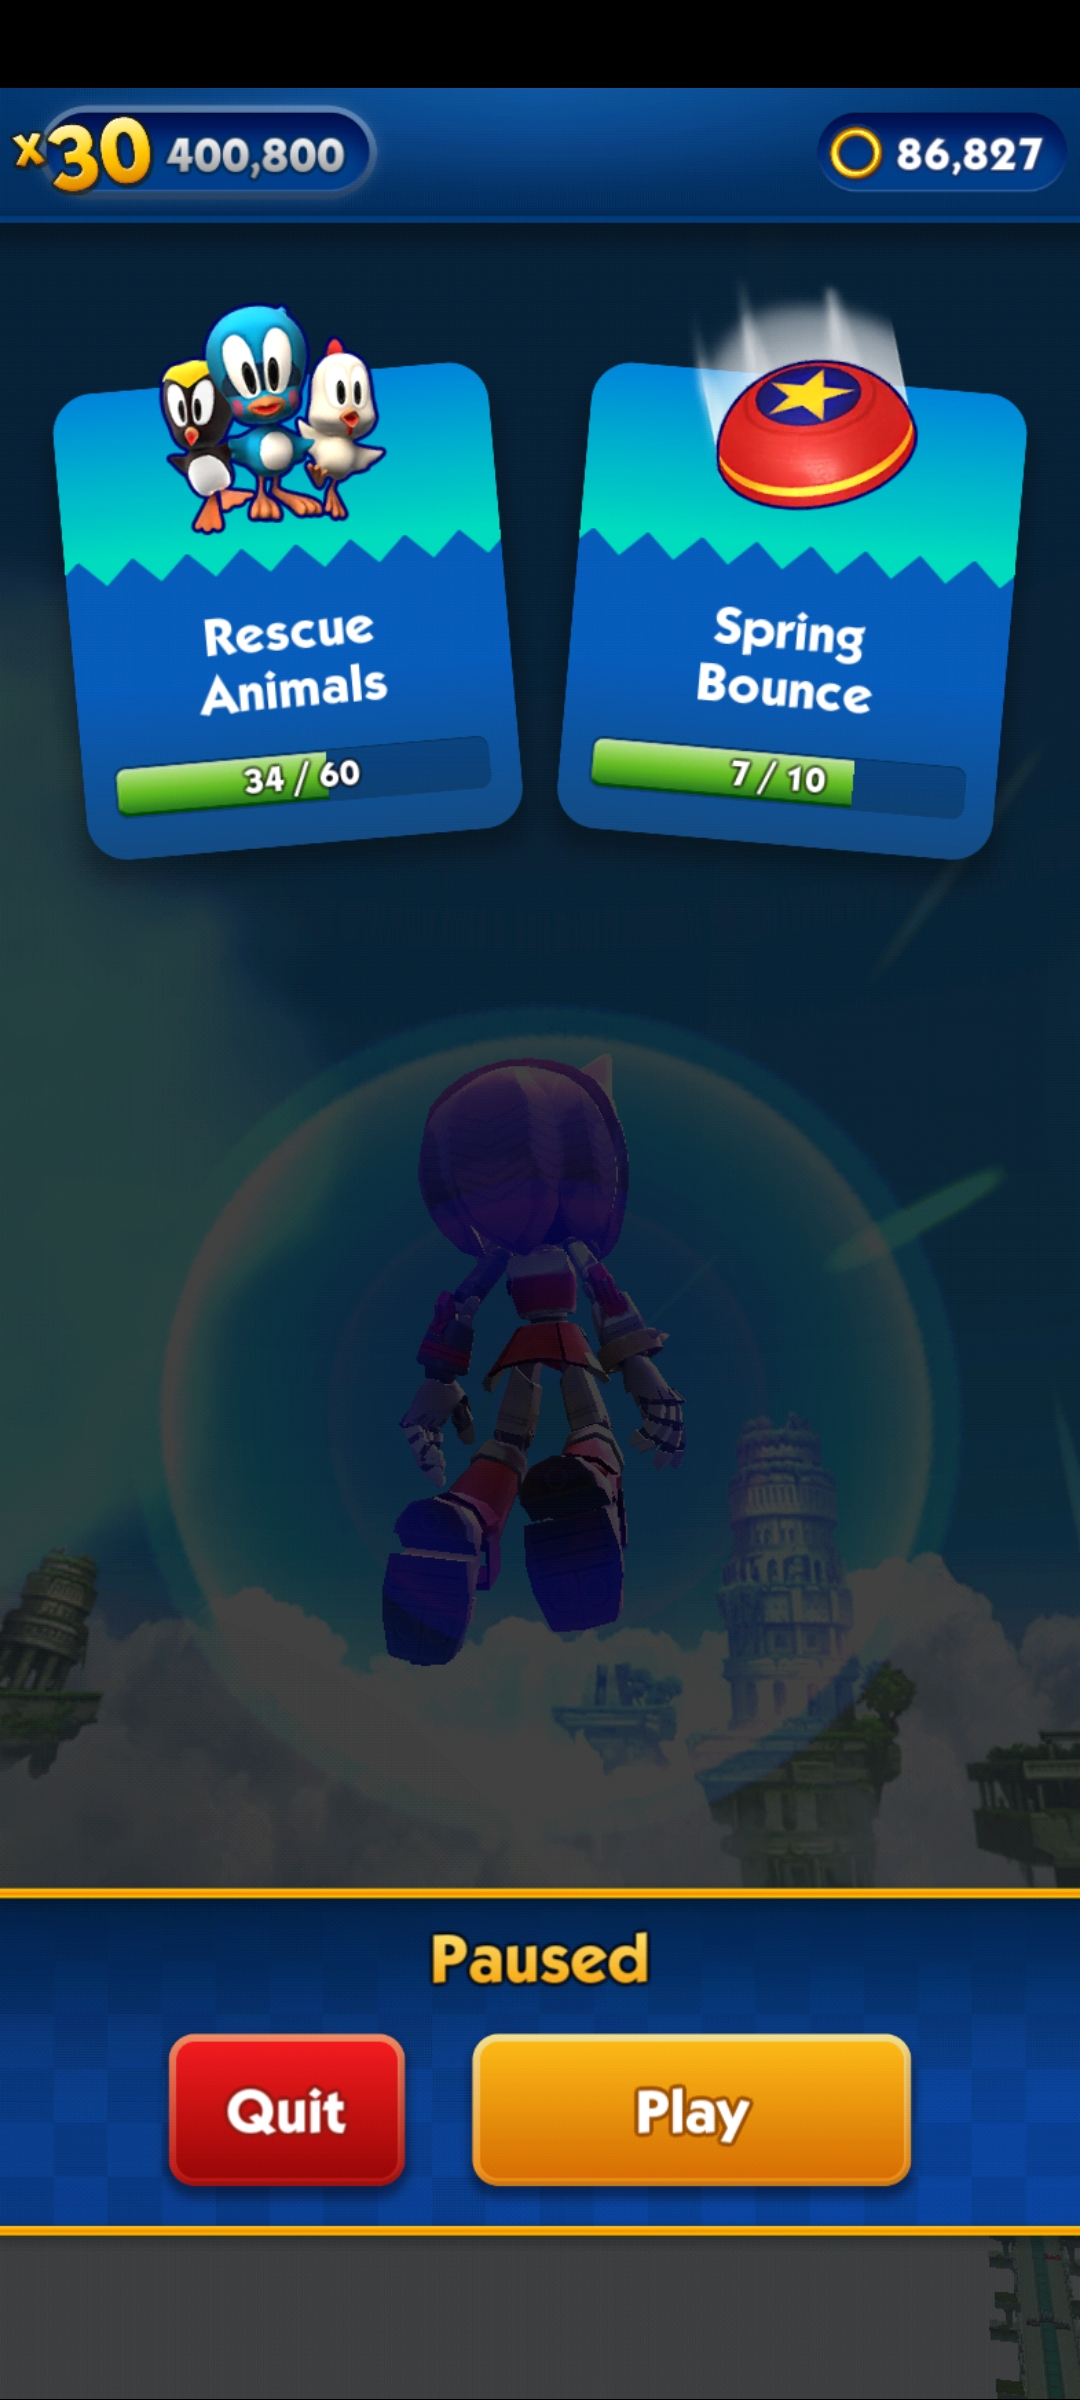 x30 400,800
86,827
Rescue
Animals
34 / 60
Spring
Bounce
7 / 10
Paused
Quit
Play